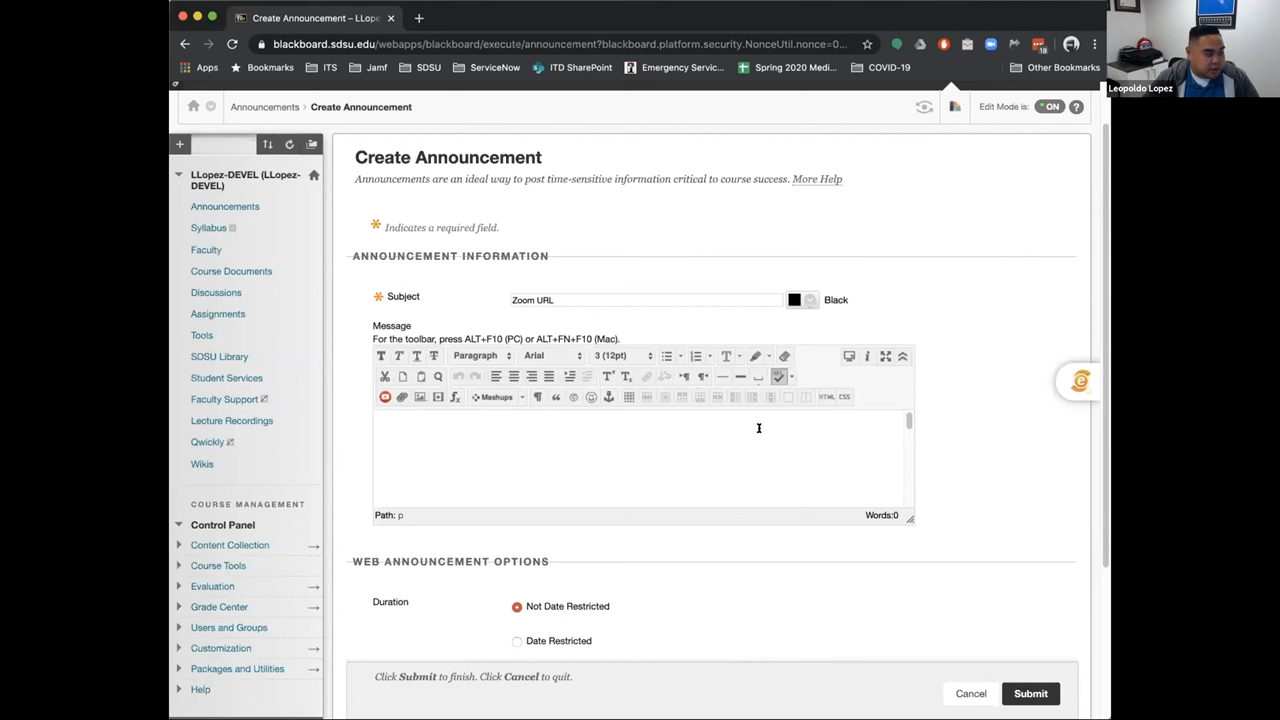 Create Announcement – LLope
blackboard.sdsu.edu/webapps/blackboard/execute/announcement?blackboard.platform.security.NonceUtil.nonce=0...
18
Apps Bookmarks ITS Jamf SDSU ServiceNow ITD SharePoint Emergency Servic... Spring 2020 Medi... COVID-19 Other Bookmarks
Leopoldo Lopez
Announcements > Create Announcement
Edit Mode is: ON ?
LLopez-DEVEL (LLopez-
DEVEL)
Announcements
Syllabus
Faculty
Course Documents
Discussions
Assignments
Tools
SDSU Library
Student Services
Faculty Support
Lecture Recordings
Qwickly
Wikis
COURSE MANAGEMENT
Control Panel
Content Collection
Course Tools
Evaluation
Grade Center
Users and Groups
Customization
Packages and Utilities
Help
Create Announcement
Announcements are an ideal way to post time-sensitive information critical to course success. More Help
Indicates a required field.
ANNOUNCEMENT INFORMATION
Subject
Zoom URL
Black
Message
For the toolbar, press ALT+F10 (PC) or ALT+FN+F10 (Mac).
T T T T Paragraph Arial 3 (12pt)
Mashups HTML CSS
Path: p Words:0
WEB ANNOUNCEMENT OPTIONS
Duration
Not Date Restricted
Date Restricted
Click Submit to finish. Click Cancel to quit.
Cancel Submit